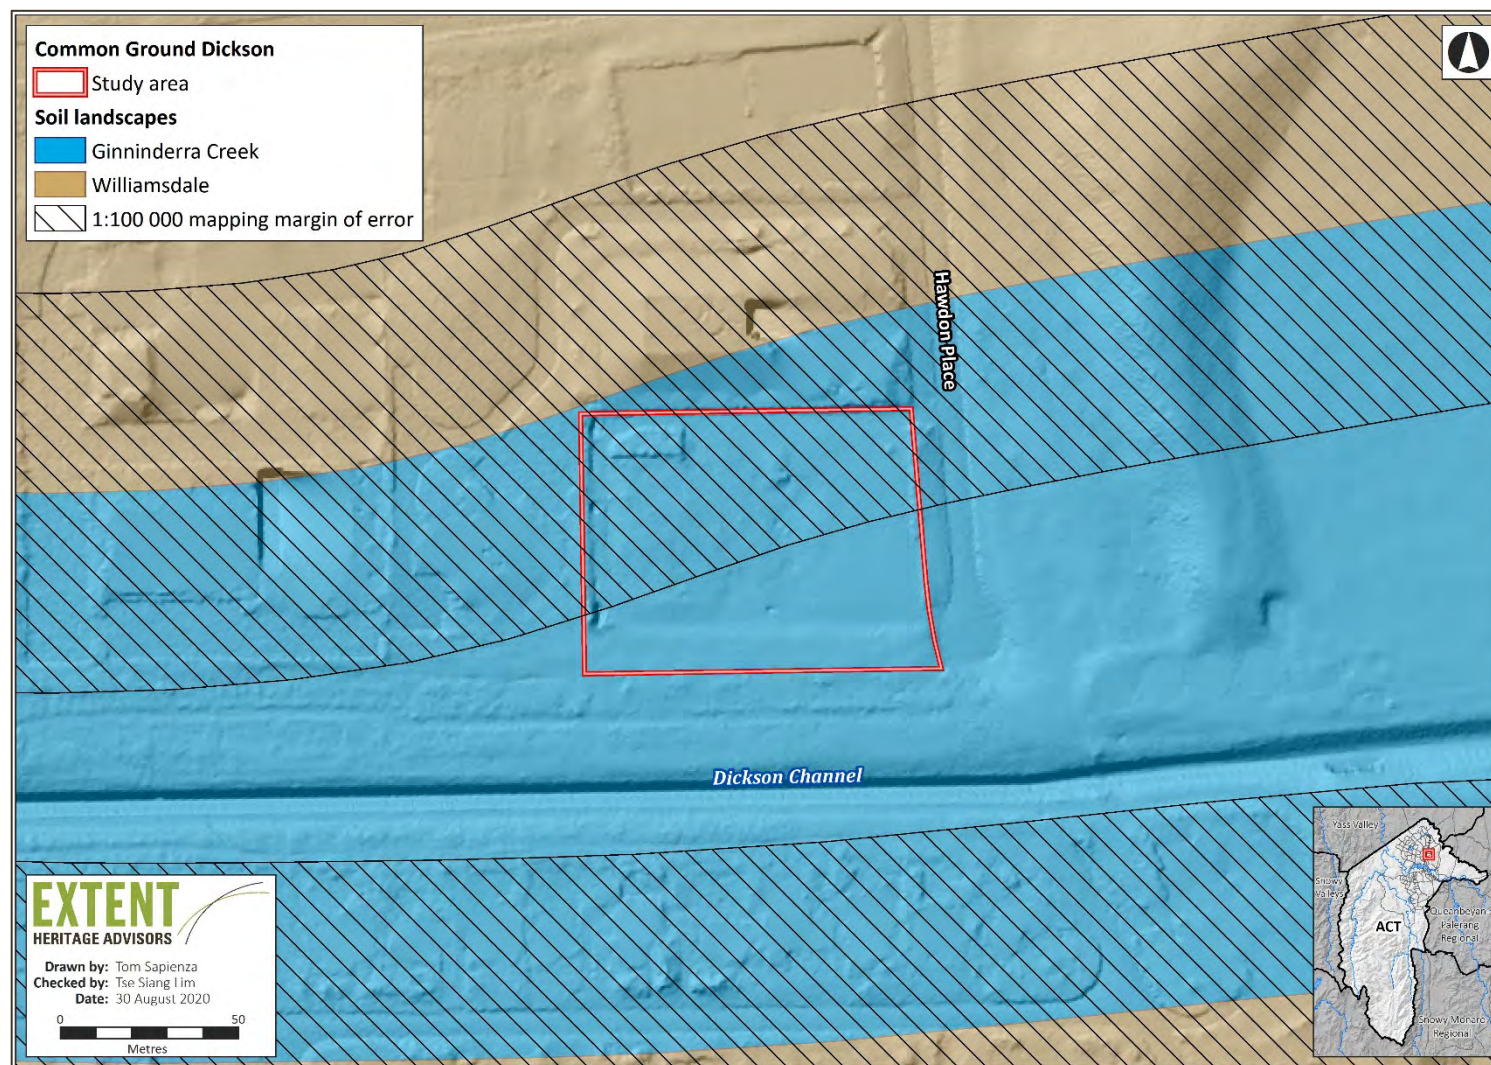 Common Ground Dickson
Study area
Soil landscapes
Ginninderra Creek
Williamsdale
1:100 000 mapping margin of error
Hawdon Place
Dickson Channel
EXTENT
HERITAGE ADVISORS
Drawn by: Tom Sapienza
Checked by: Tse Siang Lim
Date: 30 August 2020
0 50
Metres
Yass Valley
Snowy
Valleys
Queanbeyan-
Palerang
Regional
ACT
Snowy Monaro
Regional